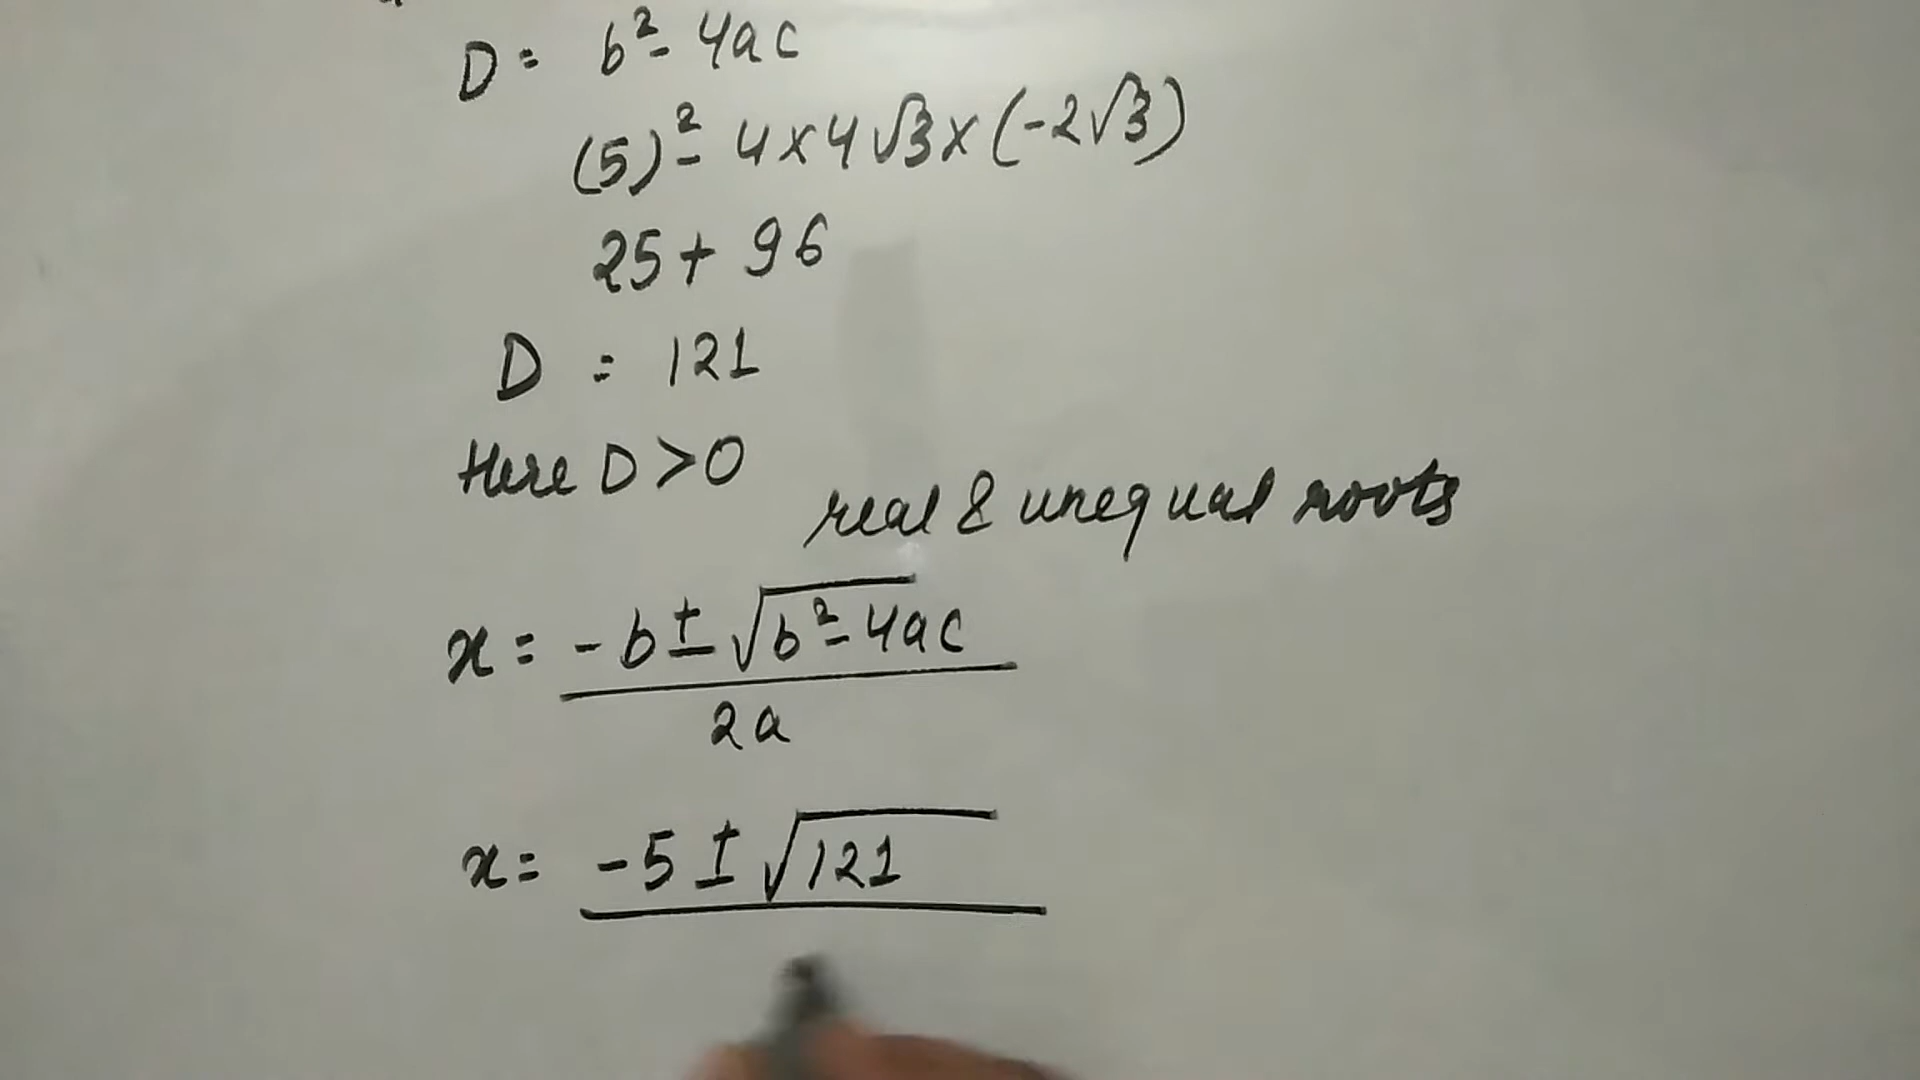 D = b² - 4ac
(5)² - 4 × 4√3 × (-2√3)
25 + 96
D = 121
Here D > 0
real & unequal roots
x = -b ± √b² - 4ac
2a
x = -5 ± √121